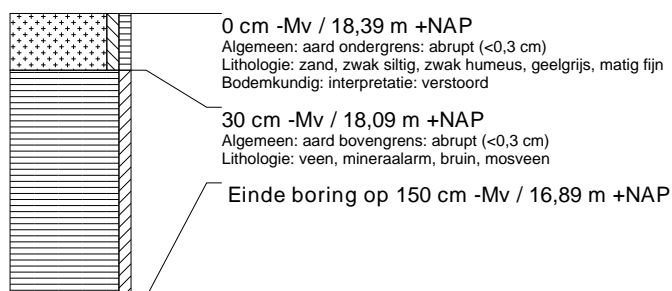 0 cm -Mv / 18,39 m +NAP
Algemeen: aard ondergrens: abrupt (<0,3 cm)
Lithologie: zand, zwak siltig, zwak humeus, geelgrijs, matig fijn
Bodemkundig: interpretatie: verstoord
30 cm -Mv / 18,09 m +NAP
Algemeen: aard bovengrens: abrupt (<0,3 cm)
Lithologie: veen, mineraalarm, bruin, mosveen
Einde boring op 150 cm -Mv / 16,89 m +NAP